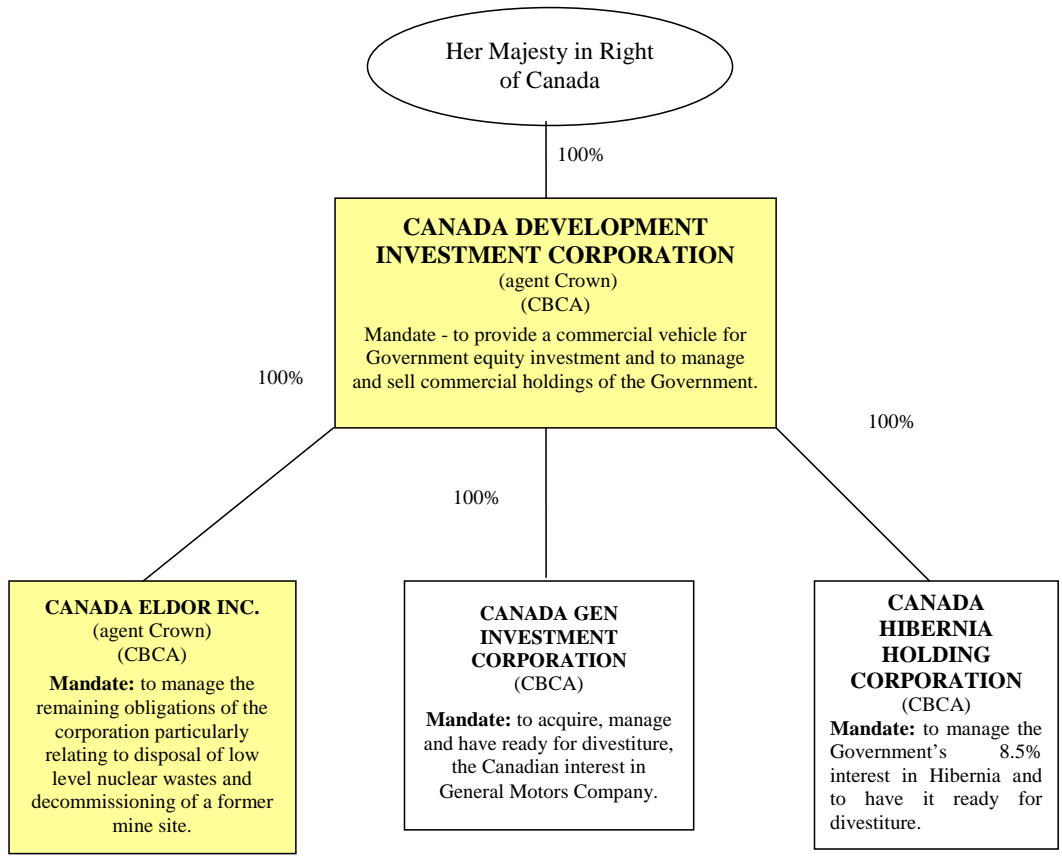 Her Majesty in Right
of Canada
100%
CANADA DEVELOPMENT
INVESTMENT CORPORATION
(agent Crown)
(CBCA)
Mandate - to provide a commercial vehicle for
Government equity investment and to manage
and sell commercial holdings of the Government.
100%
100%
100%
CANADA ELDOR INC.
(agent Crown)
(CBCA)
Mandate: to manage the
remaining obligations of the
corporation particularly
relating to disposal of low
level nuclear wastes and
decommissioning of a former
mine site.
CANADA GEN
INVESTMENT
CORPORATION
(CBCA)
Mandate: to acquire, manage
and have ready for divestiture,
the Canadian interest in
General Motors Company.
CANADA
HIBERNIA
HOLDING
CORPORATION
(CBCA)
Mandate: to manage the
Government’s 8.5%
interest in Hibernia and
to have it ready for
divestiture.